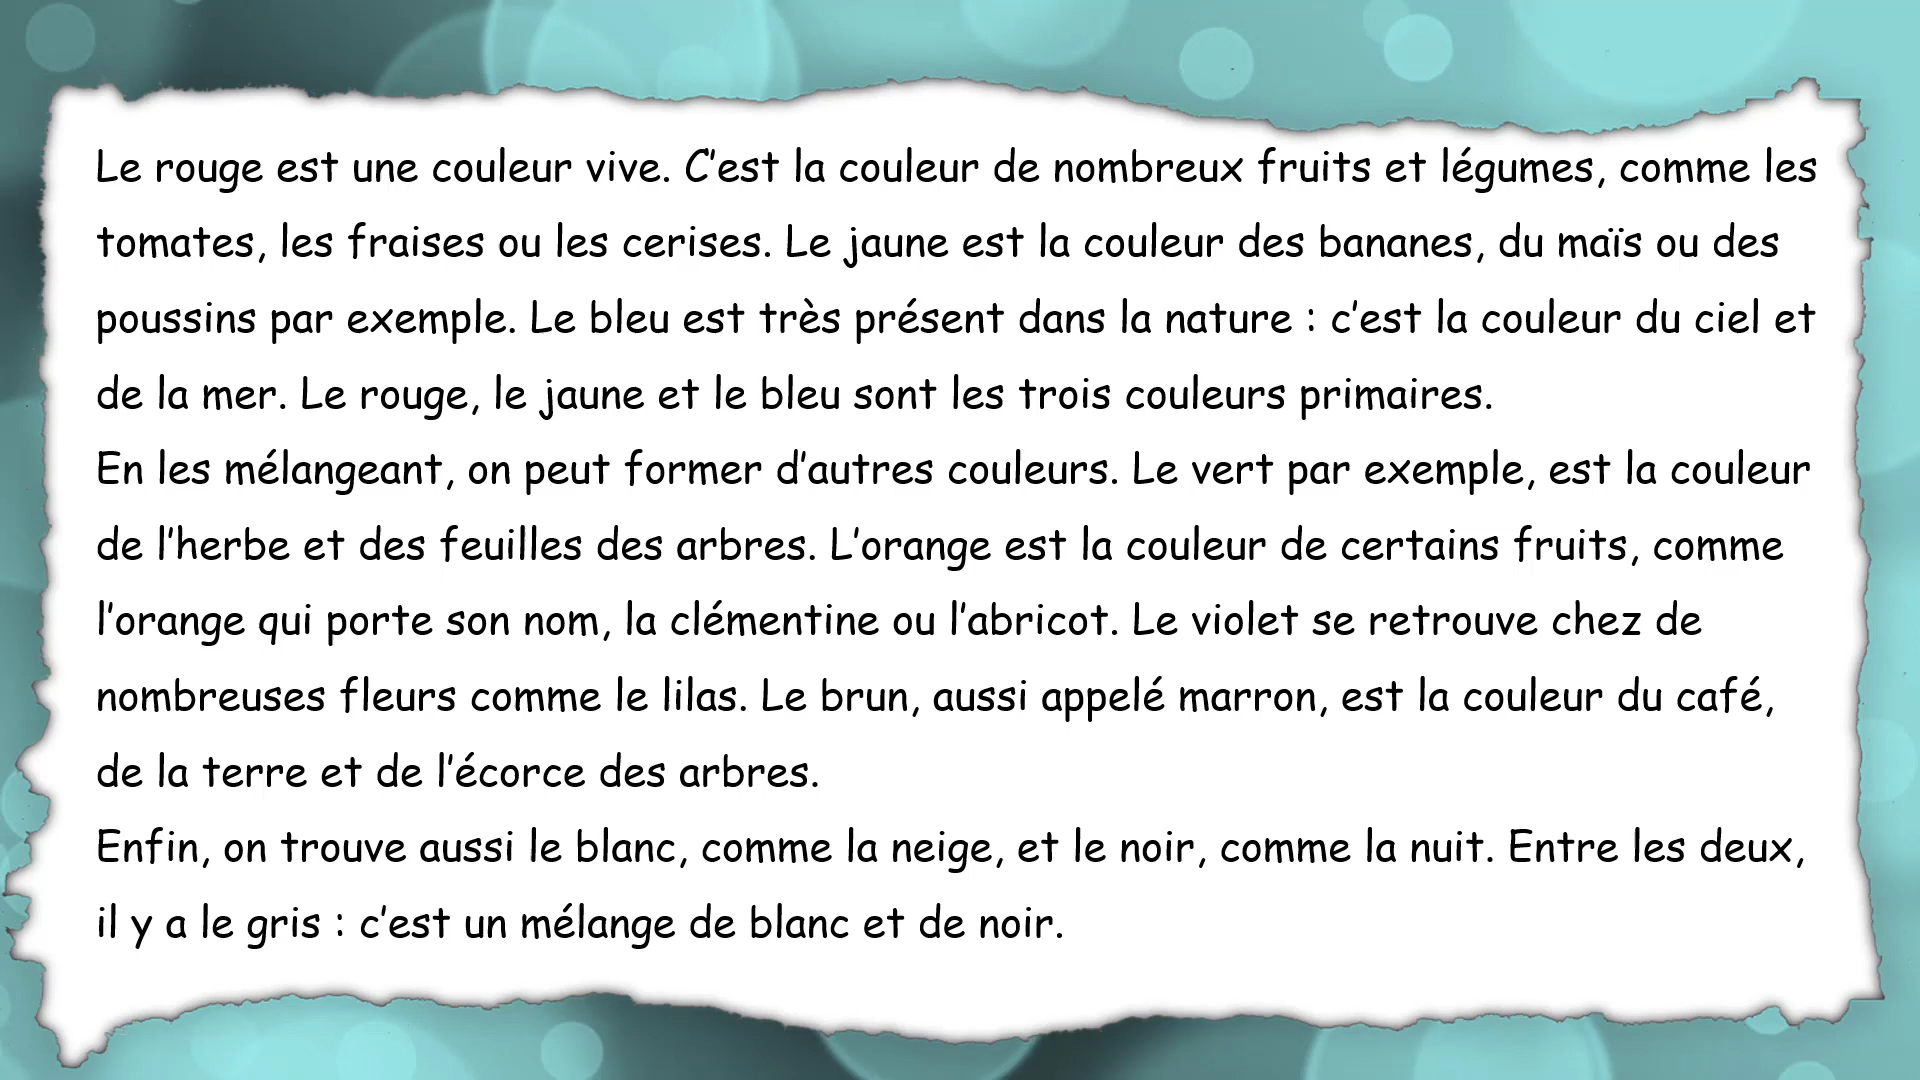 Le rouge est une couleur vive. C’est la couleur de nombreux fruits et légumes, comme les
tomates, les fraises ou les cerises. Le jaune est la couleur des bananes, du maïs ou des
poussins par exemple. Le bleu est très présent dans la nature : c’est la couleur du ciel et
de la mer. Le rouge, le jaune et le bleu sont les trois couleurs primaires.
En les mélangeant, on peut former d’autres couleurs. Le vert par exemple, est la couleur
de l’herbe et des feuilles des arbres. L’orange est la couleur de certains fruits, comme
l’orange qui porte son nom, la clémentine ou l’abricot. Le violet se retrouve chez de
nombreuses fleurs comme le lilas. Le brun, aussi appelé marron, est la couleur du café,
de la terre et de l’écorce des arbres.
Enfin, on trouve aussi le blanc, comme la neige, et le noir, comme la nuit. Entre les deux,
il y a le gris : c’est un mélange de blanc et de noir.